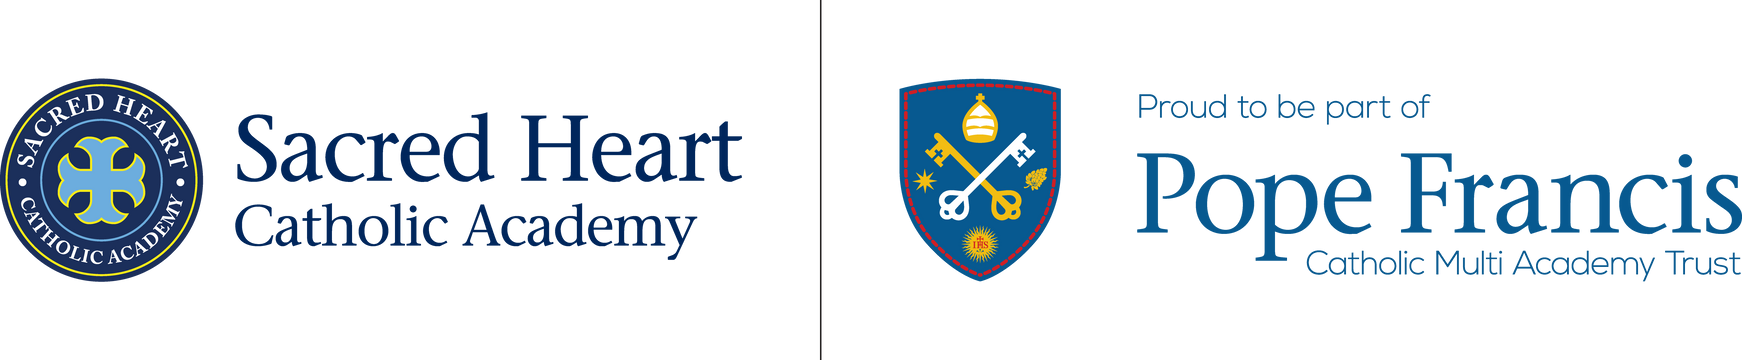 SACRED HEART
CATHOLIC ACADEMY
Sacred Heart
Catholic Academy
IHS
Proud to be part of
Pope Francis
Catholic Multi Academy Trust